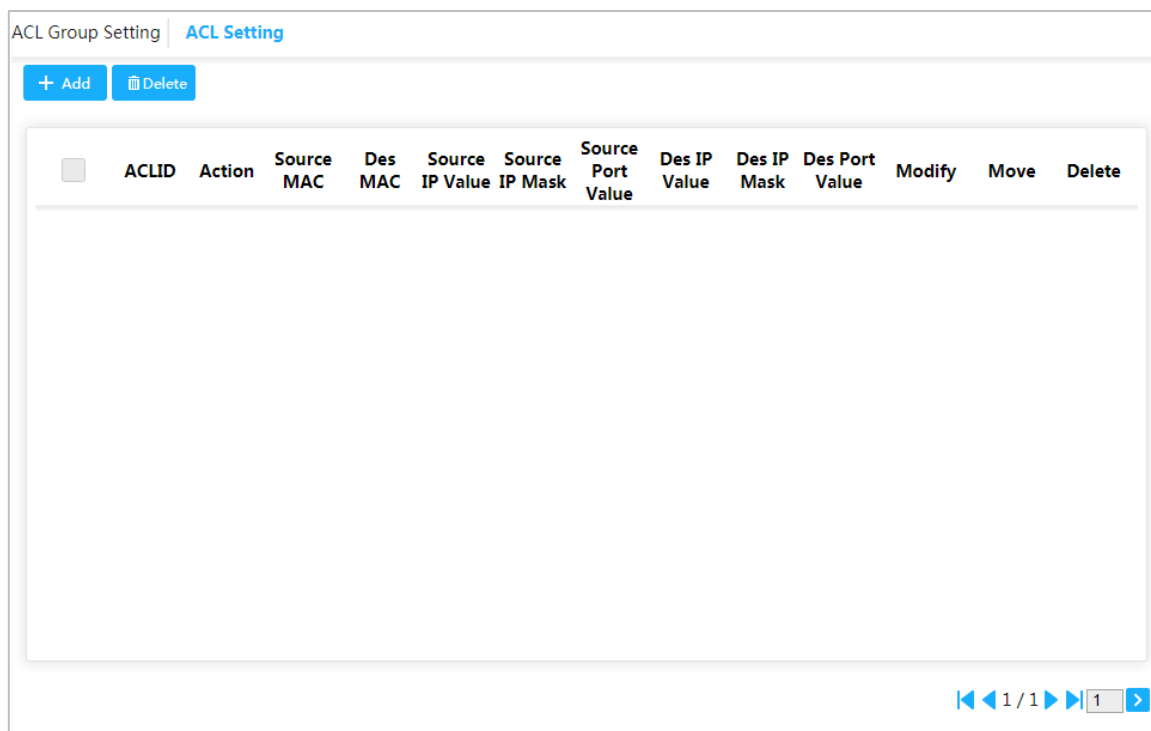 ACL Group Setting ACL Setting
+ Add Delete
ACLID Action Source MAC Des MAC Source IP Value Source IP Mask Source Port Value Des IP Value Des IP Mask Des Port Value Modify Move Delete
1 / 1 1